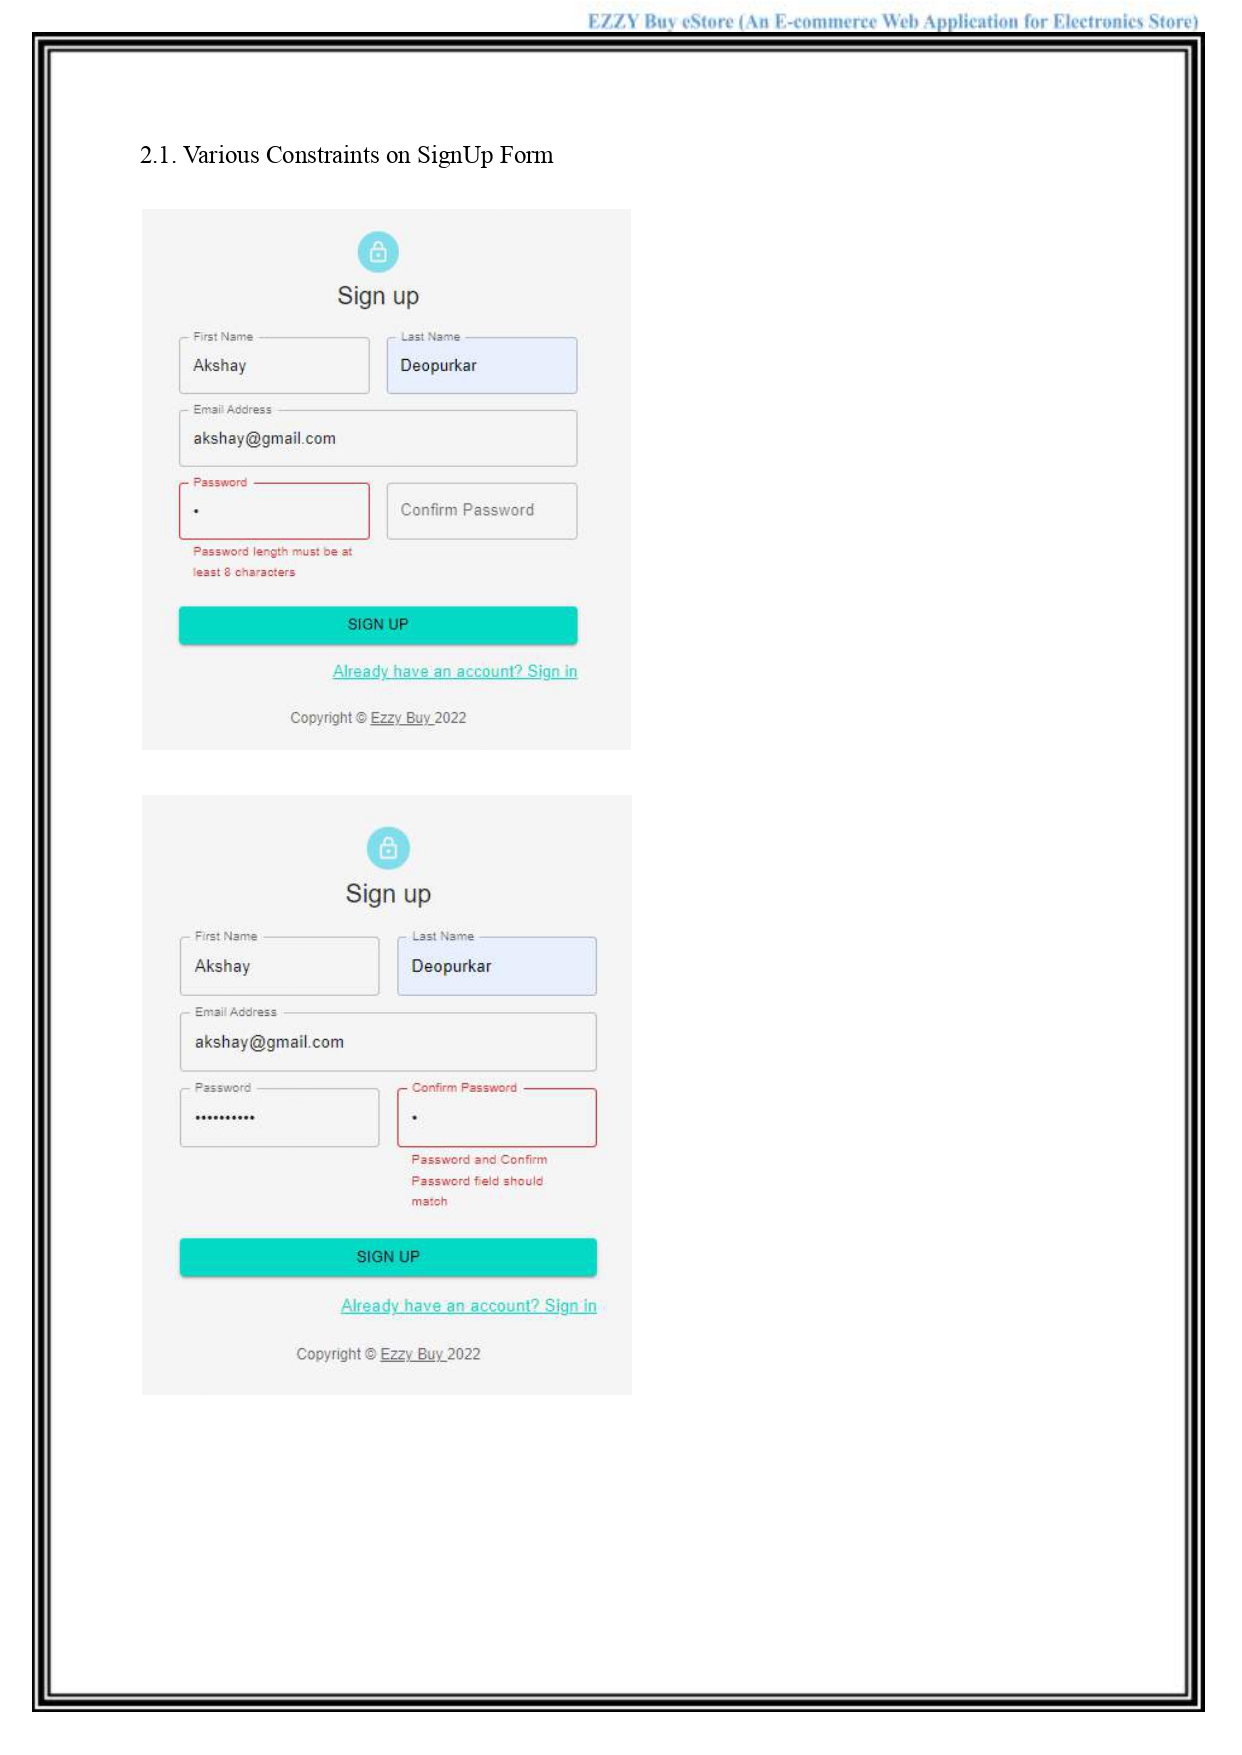 EZZY Buy eStore (An E-commerce Web Application for Electronics Store)
2.1. Various Constraints on SignUp Form
Sign up
First Name
Last Name
Akshay
Deopurkar
Email Address
akshay@gmail.com
Password
•
Confirm Password
Password length must be at
least 8 characters
SIGN UP
Already have an account? Sign in
Copyright © Ezzy Buy 2022
Sign up
First Name
Last Name
Akshay
Deopurkar
Email Address
akshay@gmail.com
Password
Confirm Password
••••••••••
•
Password and Confirm
Password field should
match
SIGN UP
Already have an account? Sign in
Copyright © Ezzy Buy 2022